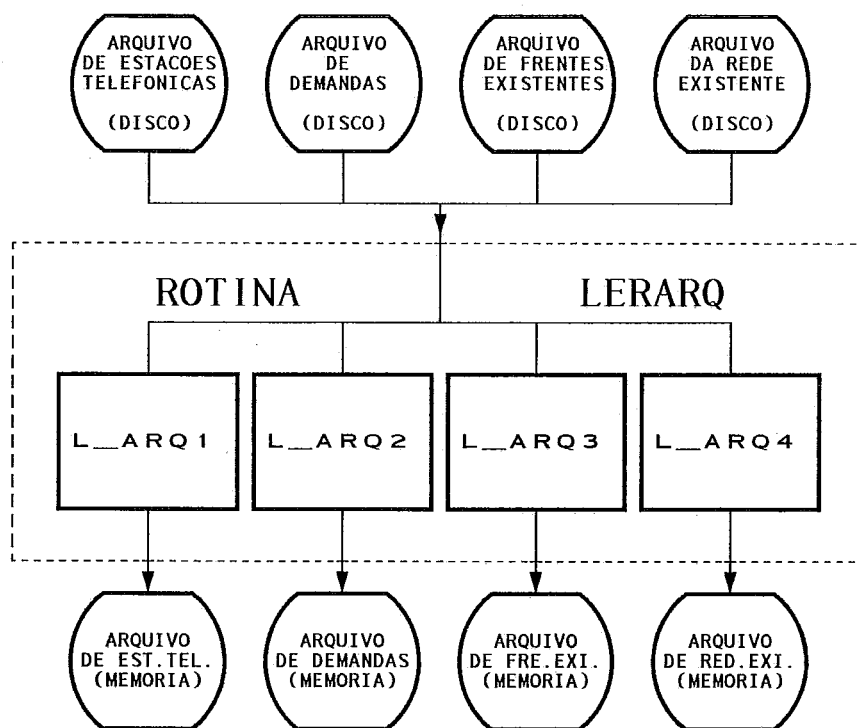 ARQUIVO
DE ESTACOES
TELEFONICAS
(DISCO)
ARQUIVO
DE
DEMANDAS
(DISCO)
ARQUIVO
DE FRENTES
EXISTENTES
(DISCO)
ARQUIVO
DA REDE
EXISTENTE
(DISCO)
ROTINA LERARQ
L__ARQ1
L__ARQ2
L__ARQ3
L__ARQ4
ARQUIVO
DE EST.TEL.
(MEMORIA)
ARQUIVO
DE DEMANDAS
(MEMORIA)
ARQUIVO
DE FRE.EXI.
(MEMORIA)
ARQUIVO
DE RED.EXI.
(MEMORIA)